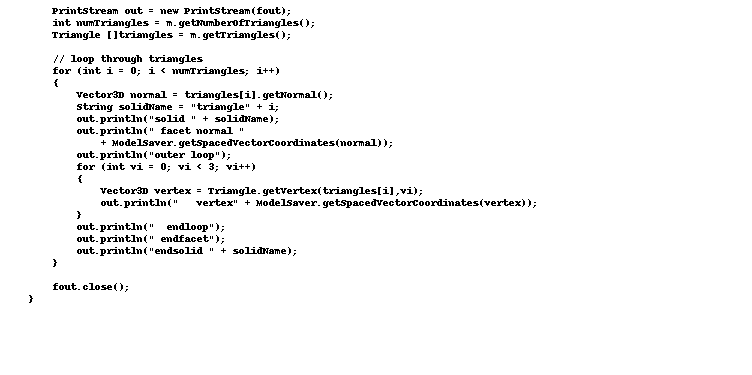 PrintStream out = new PrintStream(fout);
int numTriangles = m.getNumberOfTriangles();
Triangle []triangles = m.getTriangles();
// loop through triangles
for (int i = 0; i < numTriangles; i++)
{
Vector3D normal = triangles[i].getNormal();
String solidName = "triangle" + i;
out.println("solid " + solidName);
out.println(" facet normal "
+ ModelSaver.getSpacedVectorCoordinates(normal));
out.println("outer loop");
for (int vi = 0; vi < 3; vi++)
{
Vector3D vertex = Triangle.getVertex(triangles[i],vi);
out.println("   vertex" + ModelSaver.getSpacedVectorCoordinates(vertex));
}
out.println("  endloop");
out.println(" endfacet");
out.println("endsolid " + solidName);
}
fout.close();
}